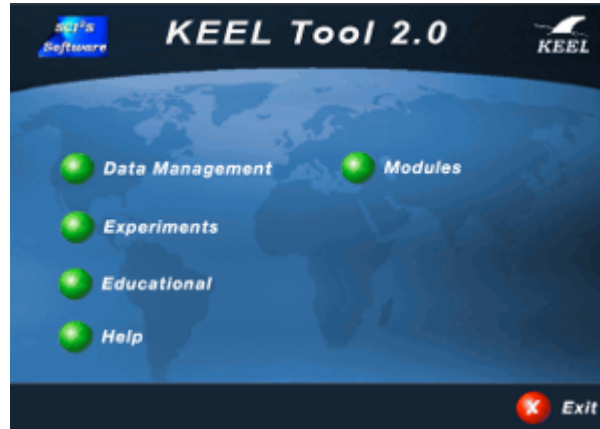 SCI²S
Software
KEEL Tool 2.0
KEEL
Data Management
Modules
Experiments
Educational
Help
Exit